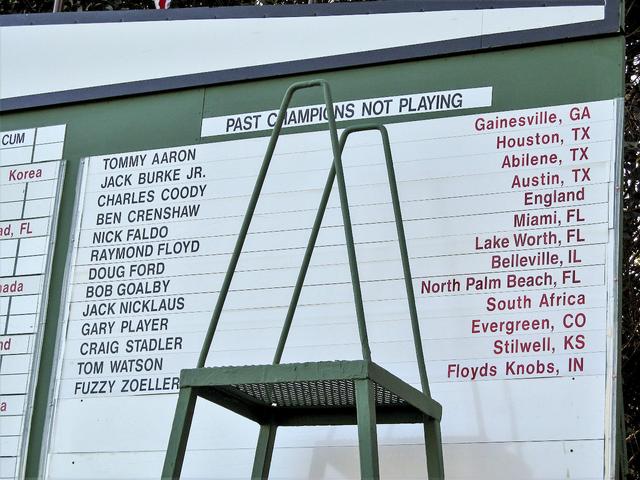 PAST CHAMPIONS NOT PLAYING
CUM
Korea
ad, FL
nada
nd
a
TOMMY AARON Gainesville, GA
JACK BURKE JR. Houston, TX
CHARLES COODY Abilene, TX
BEN CRENSHAW Austin, TX
NICK FALDO England
RAYMOND FLOYD Miami, FL
DOUG FORD Lake Worth, FL
BOB GOALBY Belleville, IL
JACK NICKLAUS North Palm Beach, FL
GARY PLAYER South Africa
CRAIG STADLER Evergreen, CO
TOM WATSON Stilwell, KS
FUZZY ZOELLER Floyds Knobs, IN